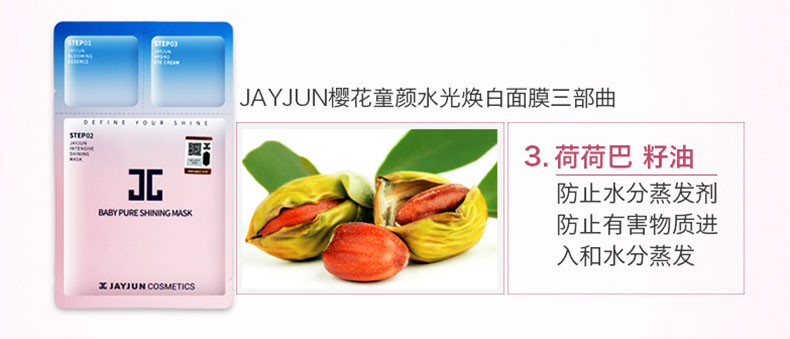 STEP01
JAYJUN
BLOOMING
ESSENCE
STEP03
JAYJUN
HYDRO
EYE CREAM
DEFINE YOUR SHINE
STEP02
JAYJUN
INTENSIVE
SHINING
MASK
BABY PURE SHINING MASK
JAYJUN COSMETICS
JAYJUN樱花童颜水光焕白面膜三部曲
3. 荷荷巴 籽油
防止水分蒸发剂
防止有害物质进
入和水分蒸发